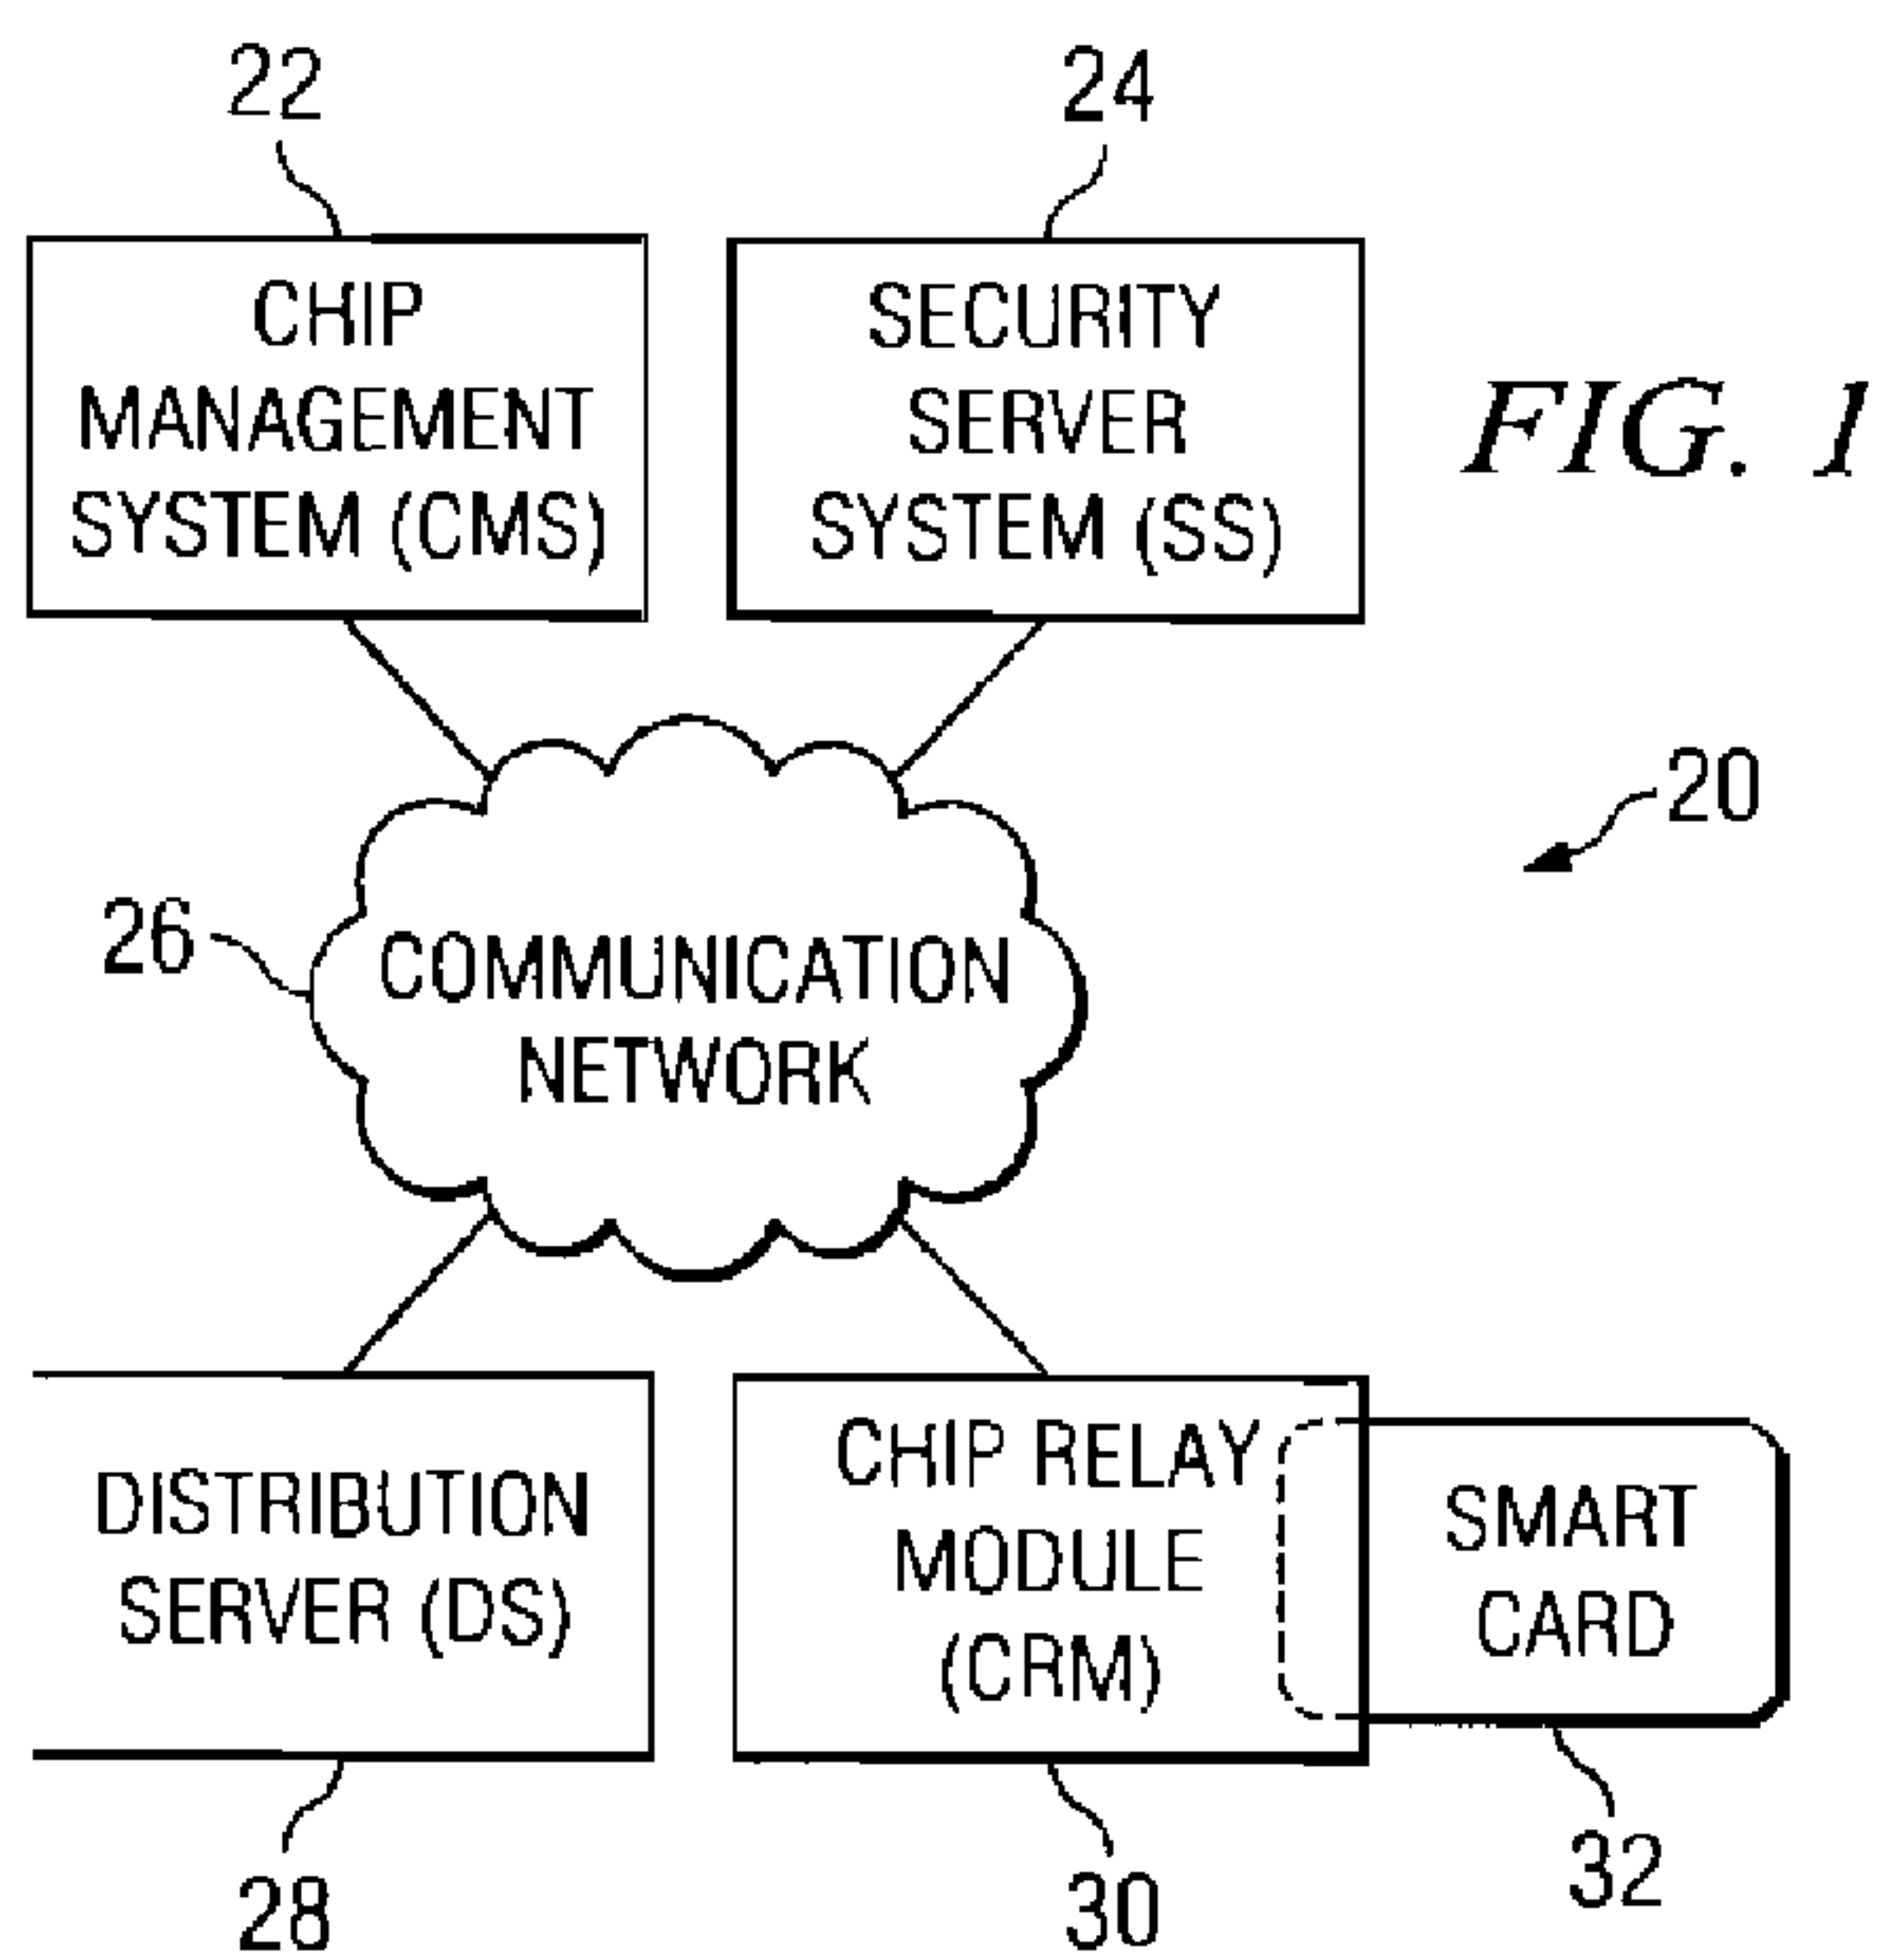 22
24
CHIP
MANAGEMENT
SYSTEM (CMS)
SECURITY
SERVER
SYSTEM (SS)
FIG. 1
20
26
COMMUNICATION
NETWORK
DISTRIBUTION
SERVER (DS)
CHIP RELAY
MODULE
(CRM)
SMART
CARD
28
30
32